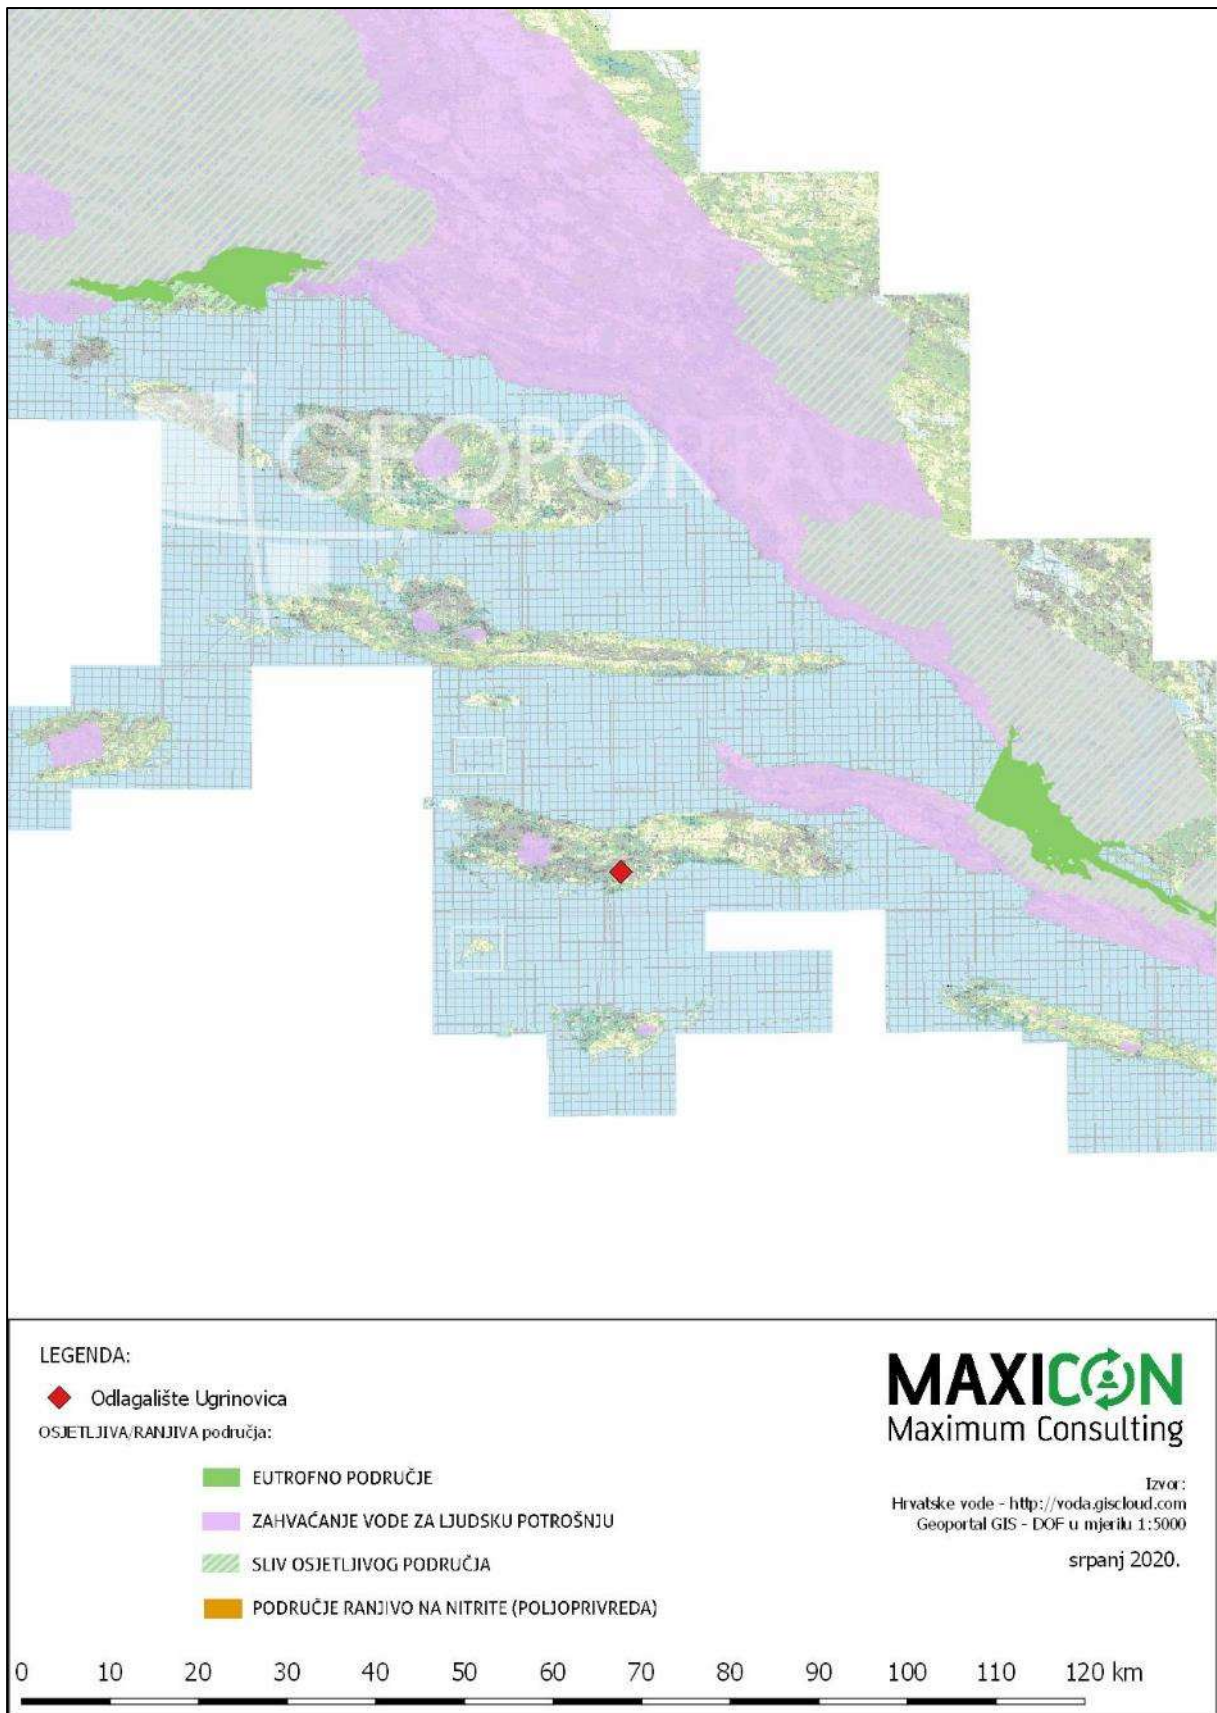 GEOPORTAL
LEGENDA:
Odlagalište Ugrinovica
OSJETLJIVA/RANJIVA područja:
EUTROFNO PODRUČJE
ZAHVAĆANJE VODE ZA LJUDSKU POTROŠNJU
SLIV OSJETLJIVOG PODRUČJA
PODRUČJE RANJIVO NA NITRITE (POLJOPRIVREDA)
MAXICON
Maximum Consulting
Izvor:
Hrvatske vode - http://voda.giscloud.com
Geoportal GIS - DOF u mjerilu 1:5000
srpanj 2020.
0 10 20 30 40 50 60 70 80 90 100 110 120 km